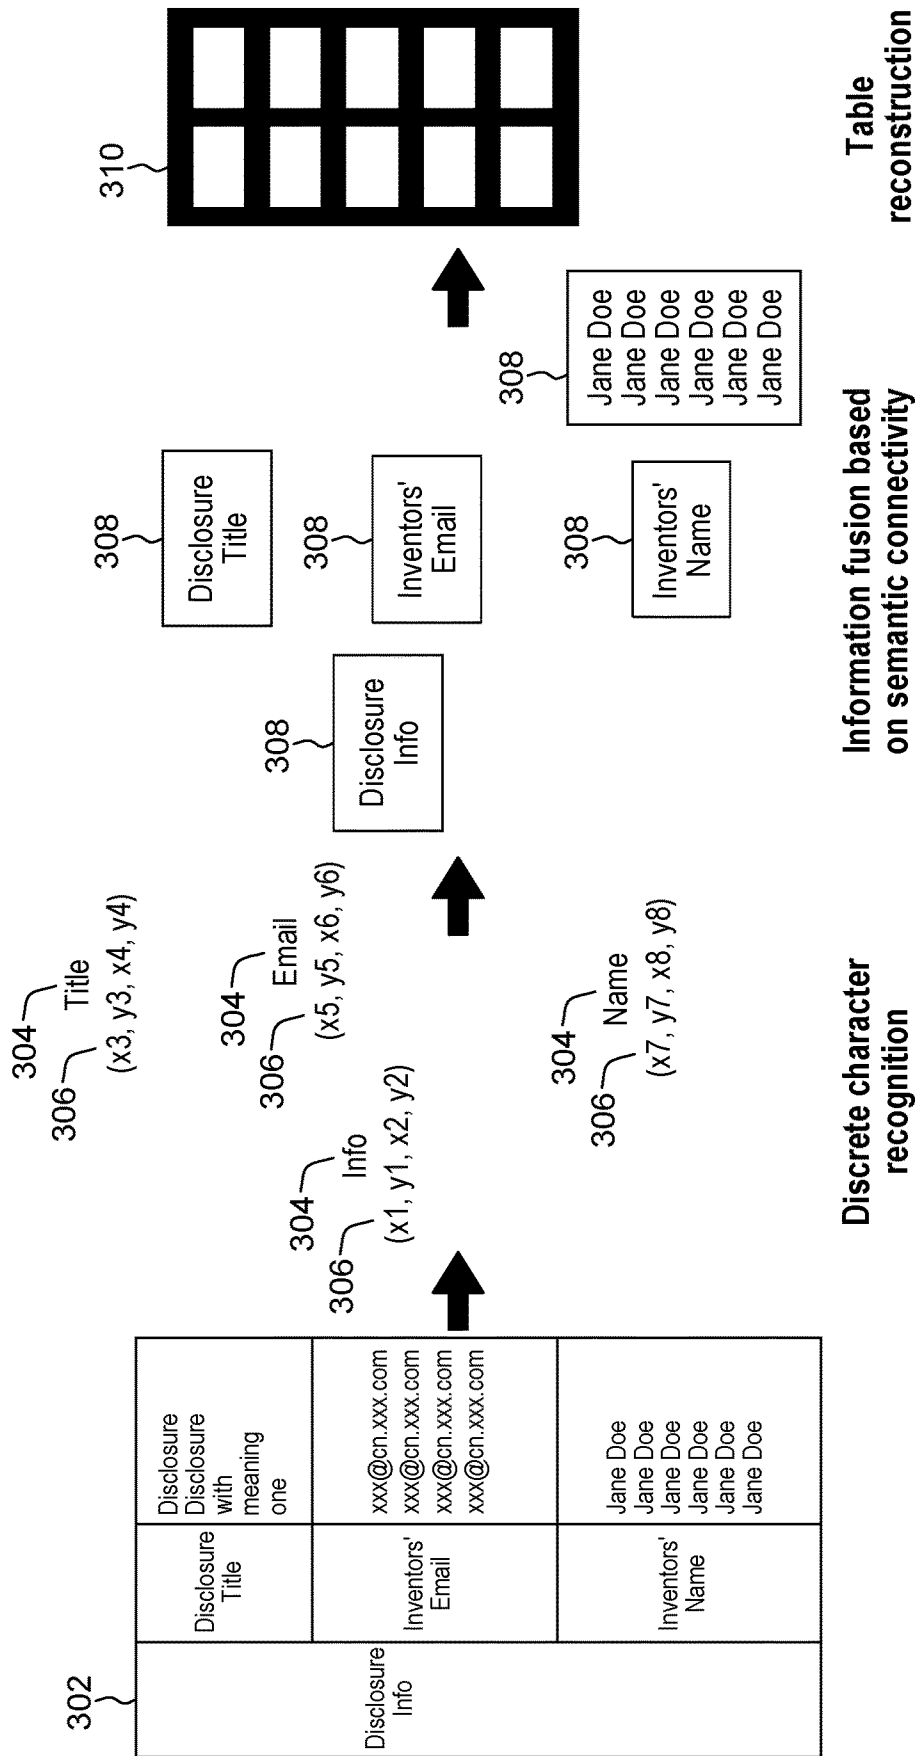 302
Disclosure
Info
Disclosure
Title
Disclosure
Disclosure
with
meaning
one
Inventors'
Email
xxx@cn.xxx.com
xxx@cn.xxx.com
xxx@cn.xxx.com
xxx@cn.xxx.com
Inventors'
Name
Jane Doe
Jane Doe
Jane Doe
Jane Doe
Jane Doe
Jane Doe
304
Title
306
(x3, y3, x4, y4)
304
Email
306
(x5, y5, x6, y6)
304
Info
306
(x1, y1, x2, y2)
304
Name
306
(x7, y7, x8, y8)
Discrete character
recognition
308
Disclosure
Title
308
Disclosure
Info
308
Inventors'
Email
308
Inventors'
Name
308
Jane Doe
Jane Doe
Jane Doe
Jane Doe
Jane Doe
Jane Doe
Information fusion based
on semantic connectivity
310
Table
reconstruction